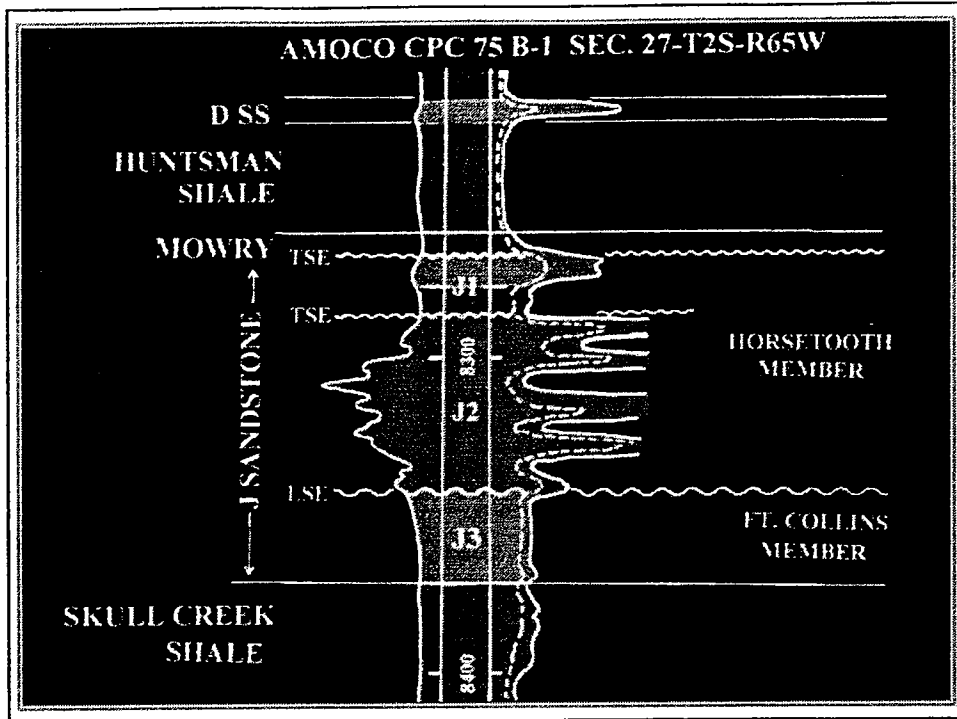 AMOCO CPC 75 B-1 SEC. 27-T2S-R65W
D SS
HUNTSMAN
SHALE
MOWRY
TSE
J1
TSE
J SANDSTONE
8300
HORSETOOTH
MEMBER
J2
LSE
J3
FT. COLLINS
MEMBER
SKULL CREEK
SHALE
8400